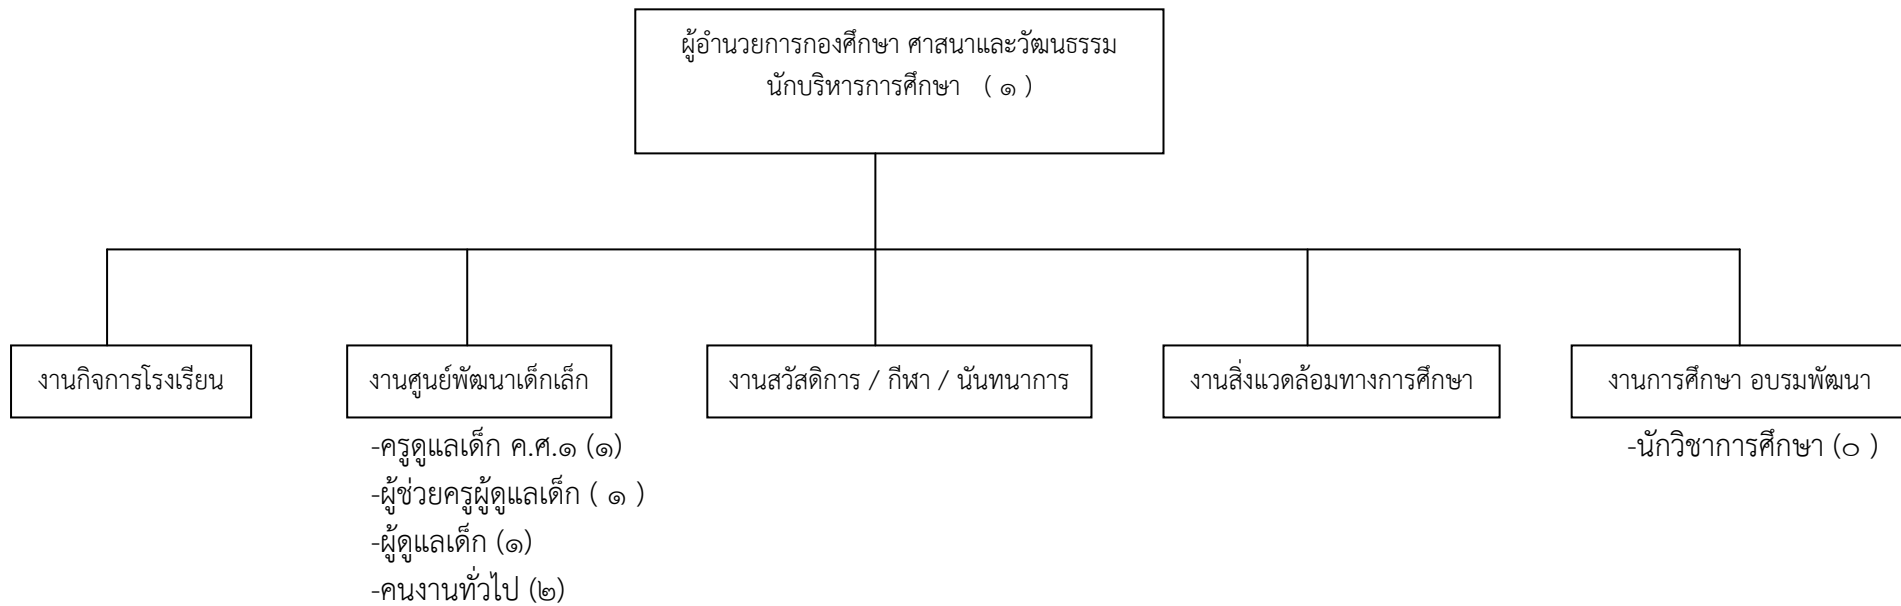 ผู้อำนวยการกองศึกษา ศาสนาและวัฒนธรรม
นักบริหารการศึกษา ( ๑ )
งานกิจการโรงเรียน
งานศูนย์พัฒนาเด็กเล็ก
งานสวัสดิการ / กีฬา / นันทนาการ
งานสิ่งแวดล้อมทางการศึกษา
งานการศึกษา อบรมพัฒนา
-ครูดูแลเด็ก ค.ศ.๑ (๑)
-ผู้ช่วยครูผู้ดูแลเด็ก ( ๑ )
-ผู้ดูแลเด็ก (๑)
-คนงานทั่วไป (๒)
-นักวิชาการศึกษา (๐ )